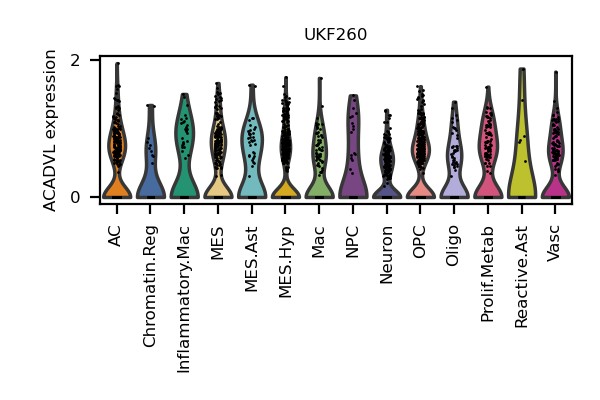 UKF260
ACADVL expression
2
0
AC
Chromatin.Reg
Inflammatory.Mac
MES
MES.Ast
MES.Hyp
Mac
NPC
Neuron
OPC
Oligo
Prolif.Metab
Reactive.Ast
Vasc